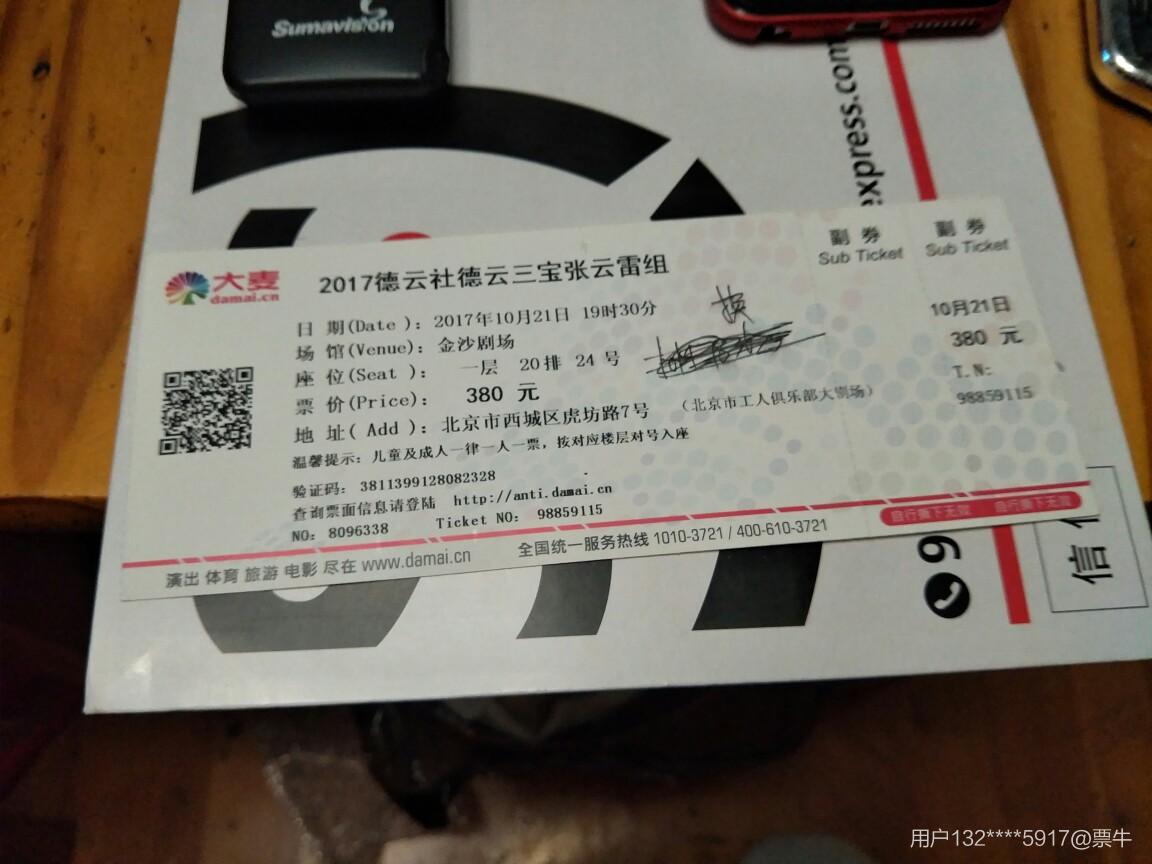 Sumavision
express.com
大麦
damai.cn
2017德云社德云三宝张云雷组
日 期(Date )：2017年10月21日 19时30分
场 馆(Venue)：金沙剧场
座 位(Seat )： 一层 20排 24 号
票 价(Price)： 380 元
地 址( Add )：北京市西城区虎坊路7号 （北京市工人俱乐部大剧场）
温馨提示：儿童及成人一律一人一票，按对应楼层对号入座
验证码： 3811399128082328
查询票面信息请登陆 http://anti.damai.cn
NO： 8096338 Ticket NO： 98859115
演出 体育 旅游 电影 尽在 www.damai.cn
全国统一服务热线 1010-3721 / 400-610-3721
换
副 券
Sub Ticket
副 券
Sub Ticket
10月21日
380 元
T.N:
98859115
自行撕下无效 自行撕下无效
9
信
用户132****5917@票牛